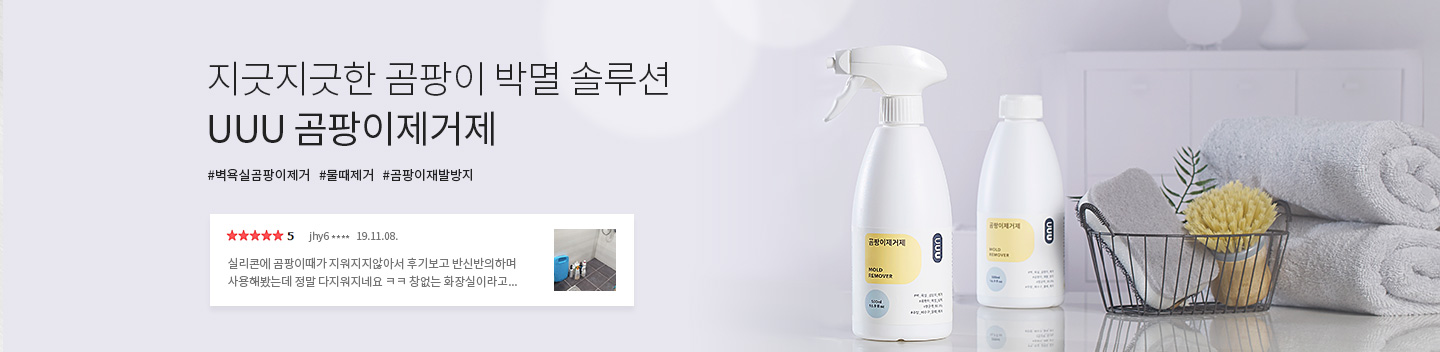 지긋지긋한 곰팡이 박멸 솔루션
UUU 곰팡이제거제
#벽욕실곰팡이제거 #물때제거 #곰팡이재발방지
★★★★★ 5 jhy6**** 19.11.08.
실리콘에 곰팡이때가 지워지지않아서 후기보고 반신반의하며
사용해봤는데 정말 다지워지네요 ㅋㅋ 창없는 화장실이라고...
곰팡이제거제
UUU
MOLD
REMOVER
곰팡이제거제
UUU
MOLD
REMOVER